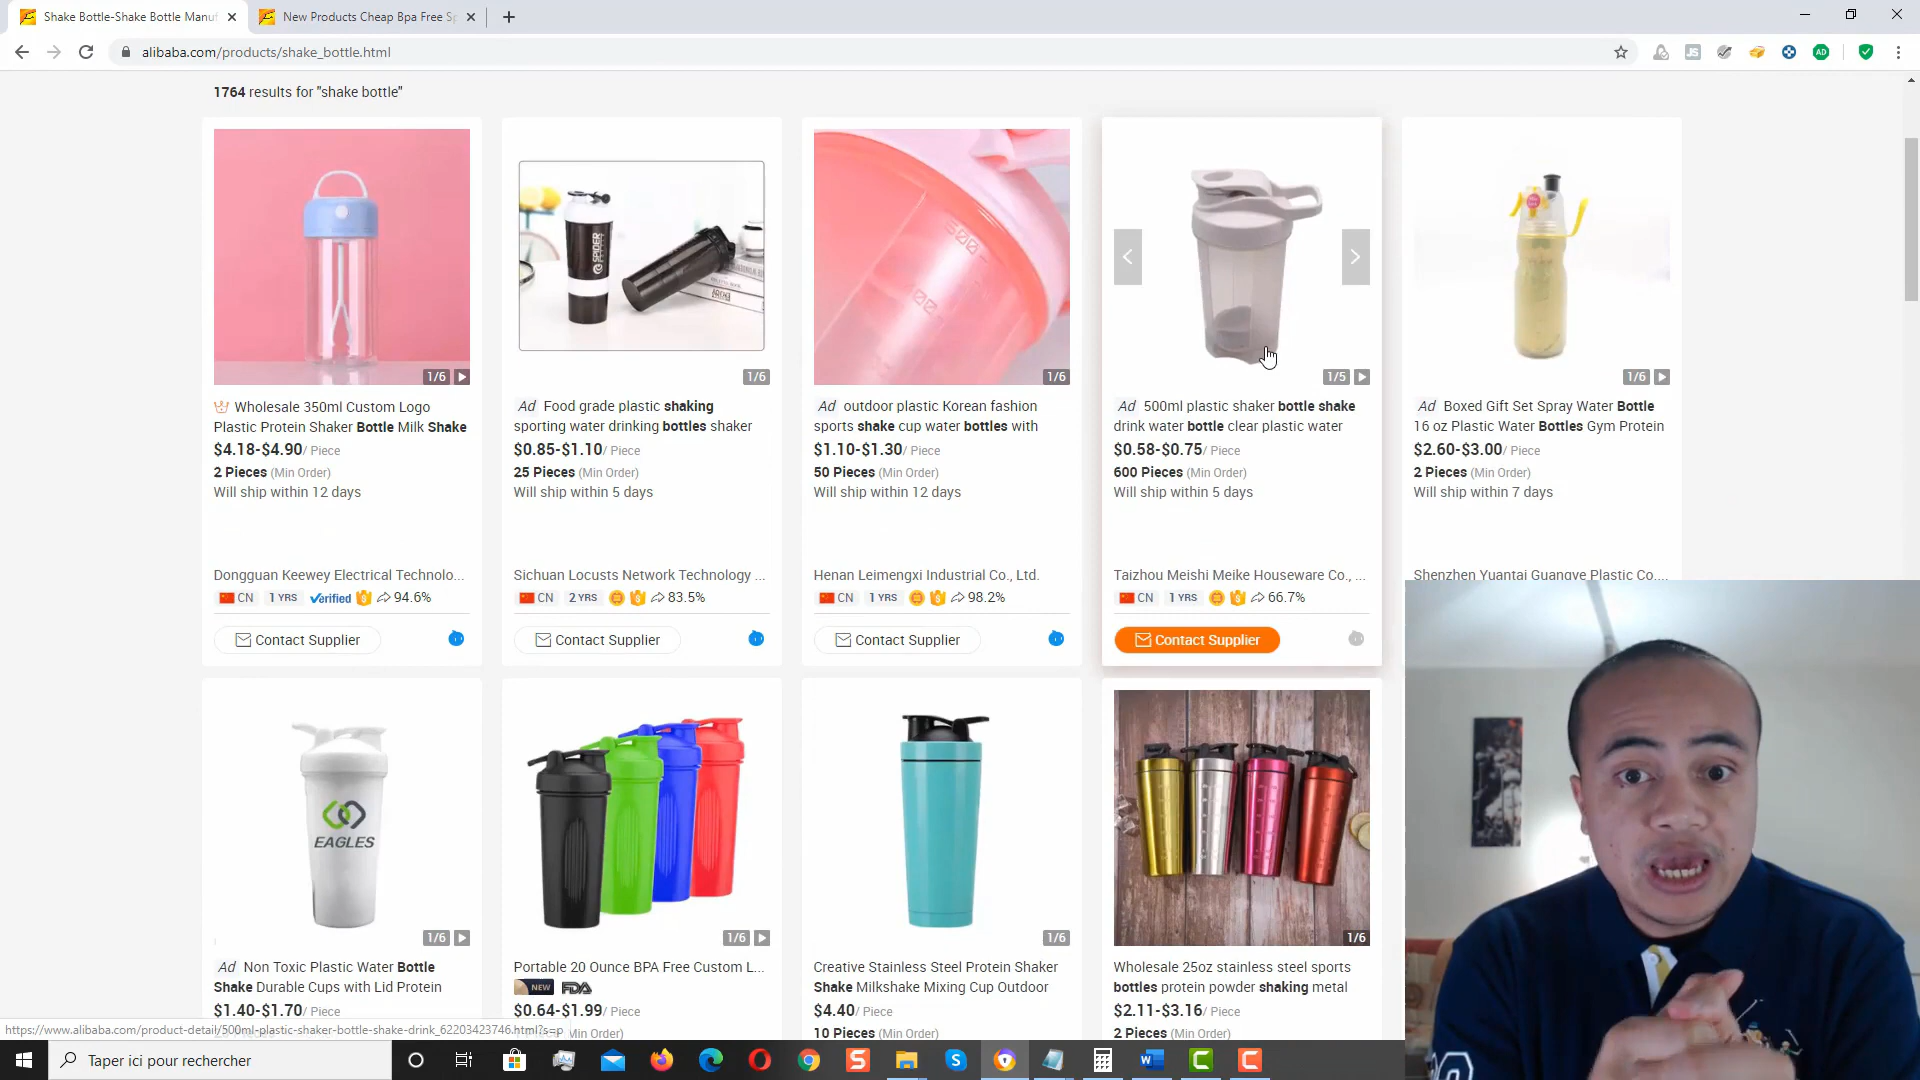 Shake Bottle-Shake Bottle Manuf
New Products Cheap Bpa Free Sp
alibaba.com/products/shake_bottle.html
1764 results for "shake bottle"
1/6
SPIDER
1/6
500
400
1/6
1/5
1/6
Wholesale 350ml Custom Logo
Plastic Protein Shaker Bottle Milk Shake
$4.18-$4.90/ Piece
2 Pieces (Min Order)
Will ship within 12 days
Dongguan Keewey Electrical Technolo...
CN 1 YRS Verified 94.6%
Contact Supplier
Ad Food grade plastic shaking
sporting water drinking bottles shaker
$0.85-$1.10/ Piece
25 Pieces (Min Order)
Will ship within 5 days
Sichuan Locusts Network Technology ...
CN 2 YRS 83.5%
Contact Supplier
Ad outdoor plastic Korean fashion
sports shake cup water bottles with
$1.10-$1.30/ Piece
50 Pieces (Min Order)
Will ship within 12 days
Henan Leimengxi Industrial Co., Ltd.
CN 1 YRS 98.2%
Contact Supplier
Ad 500ml plastic shaker bottle shake
drink water bottle clear plastic water
$0.58-$0.75/ Piece
600 Pieces (Min Order)
Will ship within 5 days
Taizhou Meishi Meike Houseware Co., ...
CN 1 YRS 66.7%
Contact Supplier
Ad Boxed Gift Set Spray Water Bottle
16 oz Plastic Water Bottles Gym Protein
$2.60-$3.00/ Piece
2 Pieces (Min Order)
Will ship within 7 days
Shenzhen Yuantai Guangye Plastic Co....
EAGLES
1/6
1/6
1/6
1/6
Ad Non Toxic Plastic Water Bottle
Shake Durable Cups with Lid Protein
$1.40-$1.70/ Piece
Portable 20 Ounce BPA Free Custom L...
NEW FDA
$0.64-$1.99/ Piece
Min Order)
Creative Stainless Steel Protein Shaker
Shake Milkshake Mixing Cup Outdoor
$4.40/ Piece
10 Pieces (Min Order)
Wholesale 25oz stainless steel sports
bottles protein powder shaking metal
$2.11-$3.16/ Piece
2 Pieces (Min Order)
https://www.alibaba.com/product-detail/500ml-plastic-shaker-bottle-shake-drink_62203423746.html?s=p
Taper ici pour rechercher